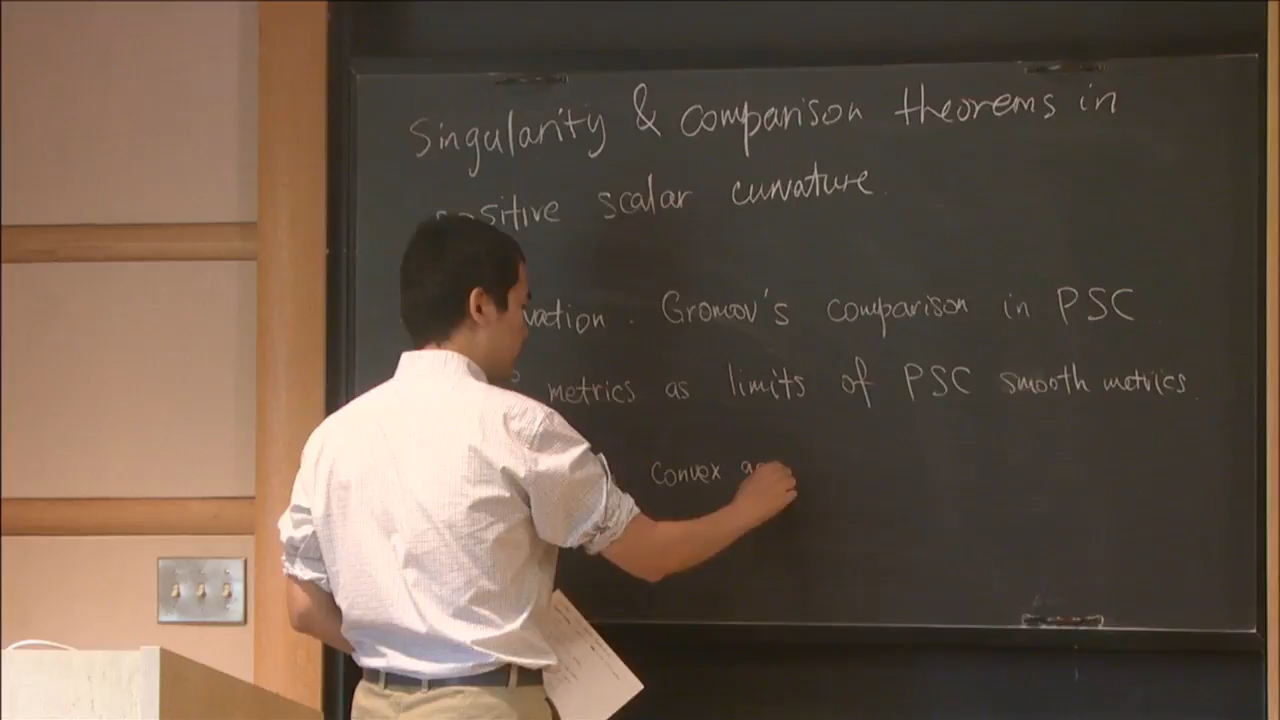 Singularity & comparison theorems in
positive scalar curvature.
vation. Gromov's comparison in PSC
metrics as limits of PSC smooth metrics.
Convex